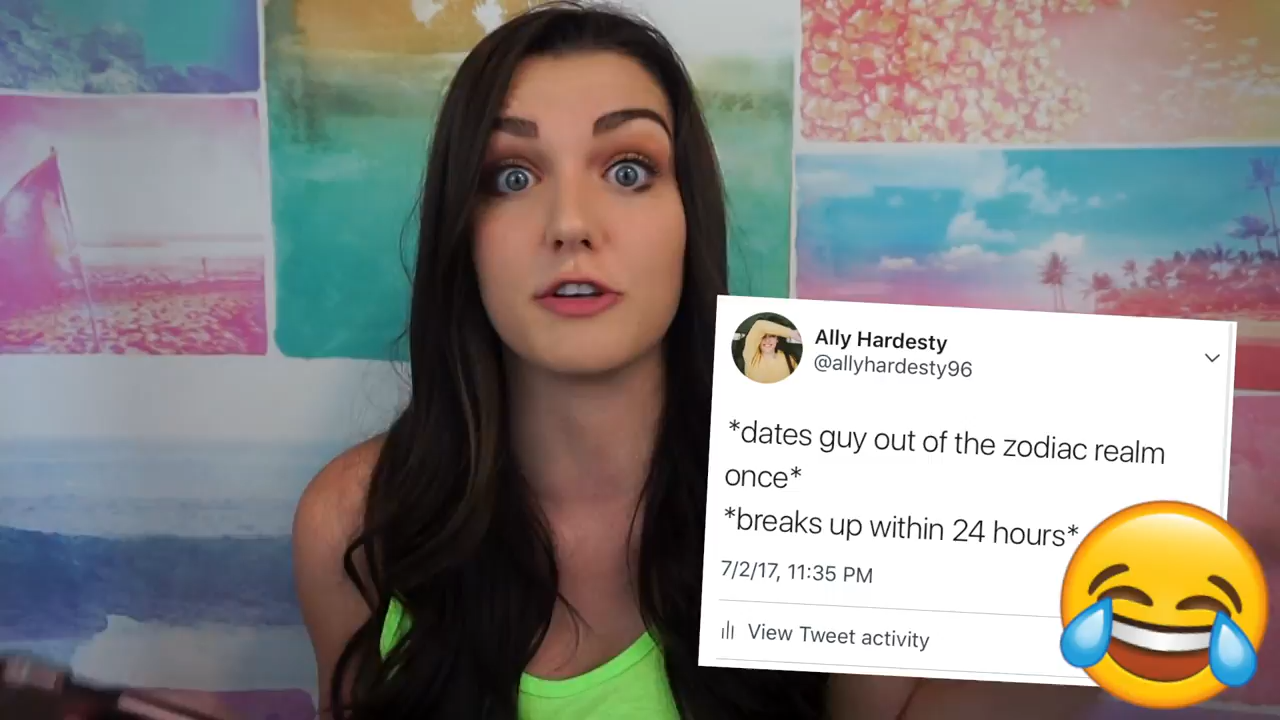 Ally Hardesty
@allyhardesty96
*dates guy out of the zodiac realm
once*
*breaks up within 24 hours*
7/2/17, 11:35 PM
View Tweet activity